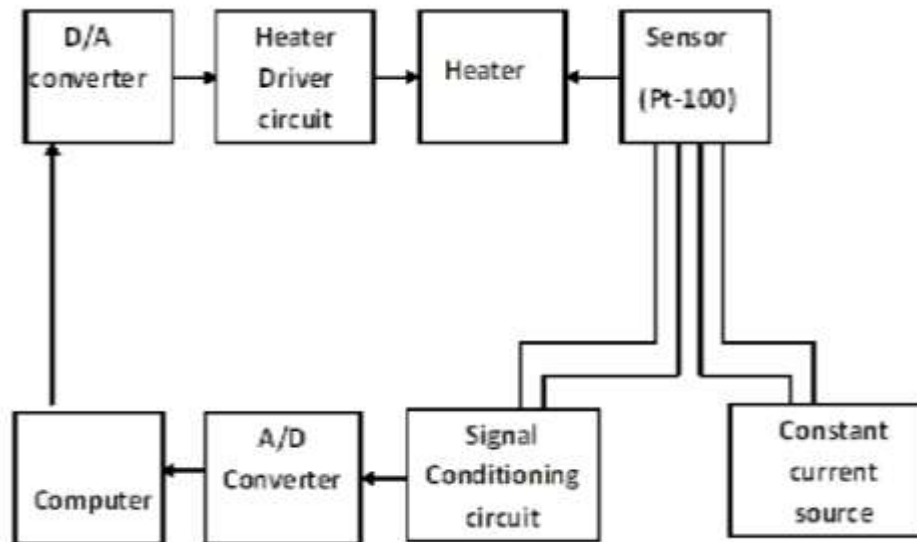 D/A
converter
Heater
Driver
circuit
Heater
Sensor
(Pt-100)
Computer
A/D
Converter
Signal
Conditioning
circuit
Constant
current
source